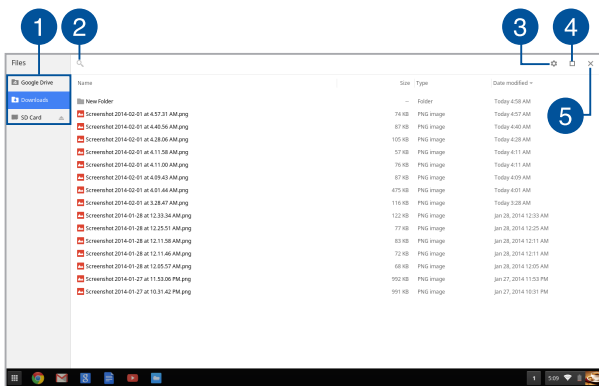 1 2 3 4
Files
Google Drive
Name Size Type Date modified
Downloads
New Folder -- Folder Today 4:58 AM
Screenshot 2014-02-01 at 4.57.31 AM.png 74 KB PNG image Today 4:57 AM
SD Card
Screenshot 2014-02-01 at 4.40.56 AM.png 87 KB PNG image Today 4:40 AM
5
Screenshot 2014-02-01 at 4.28.06 AM.png 105 KB PNG image Today 4:28 AM
Screenshot 2014-02-01 at 4.11.58 AM.png 57 KB PNG image Today 4:11 AM
Screenshot 2014-02-01 at 4.11.00 AM.png 76 KB PNG image Today 4:11 AM
Screenshot 2014-02-01 at 4.09.43 AM.png 87 KB PNG image Today 4:09 AM
Screenshot 2014-02-01 at 4.01.44 AM.png 475 KB PNG image Today 4:01 AM
Screenshot 2014-02-01 at 3.28.47 AM.png 116 KB PNG image Today 3:28 AM
Screenshot 2014-01-28 at 12.33.34 AM.png 122 KB PNG image Jan 28, 2014 12:33 AM
Screenshot 2014-01-28 at 12.25.51 AM.png 77 KB PNG image Jan 28, 2014 12:25 AM
Screenshot 2014-01-28 at 12.11.58 AM.png 83 KB PNG image Jan 28, 2014 12:11 AM
Screenshot 2014-01-28 at 12.11.46 AM.png 72 KB PNG image Jan 28, 2014 12:11 AM
Screenshot 2014-01-28 at 12.05.57 AM.png 68 KB PNG image Jan 28, 2014 12:05 AM
Screenshot 2014-01-27 at 11.53.06 PM.png 992 KB PNG image Jan 27, 2014 11:53 PM
Screenshot 2014-01-27 at 10.31.42 PM.png 991 KB PNG image Jan 27, 2014 10:31 PM
8 1 5:09